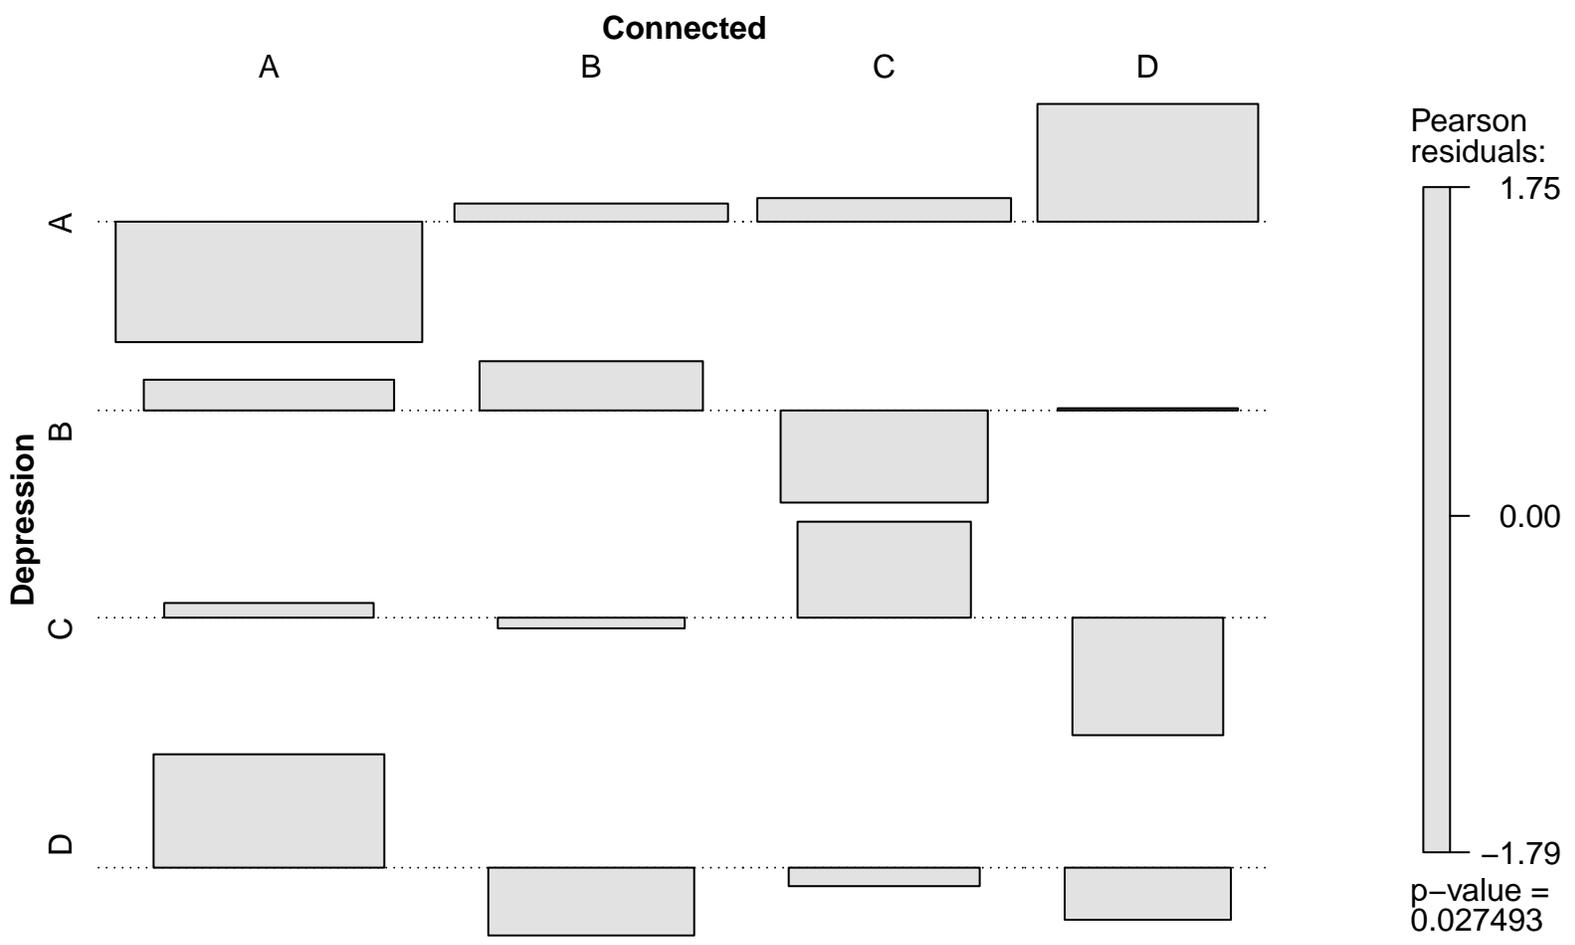 Connected
A
B
C
D
Depression
A
B
C
D
Pearson
residuals:
1.75
0.00
−1.79
p−value =
0.027493